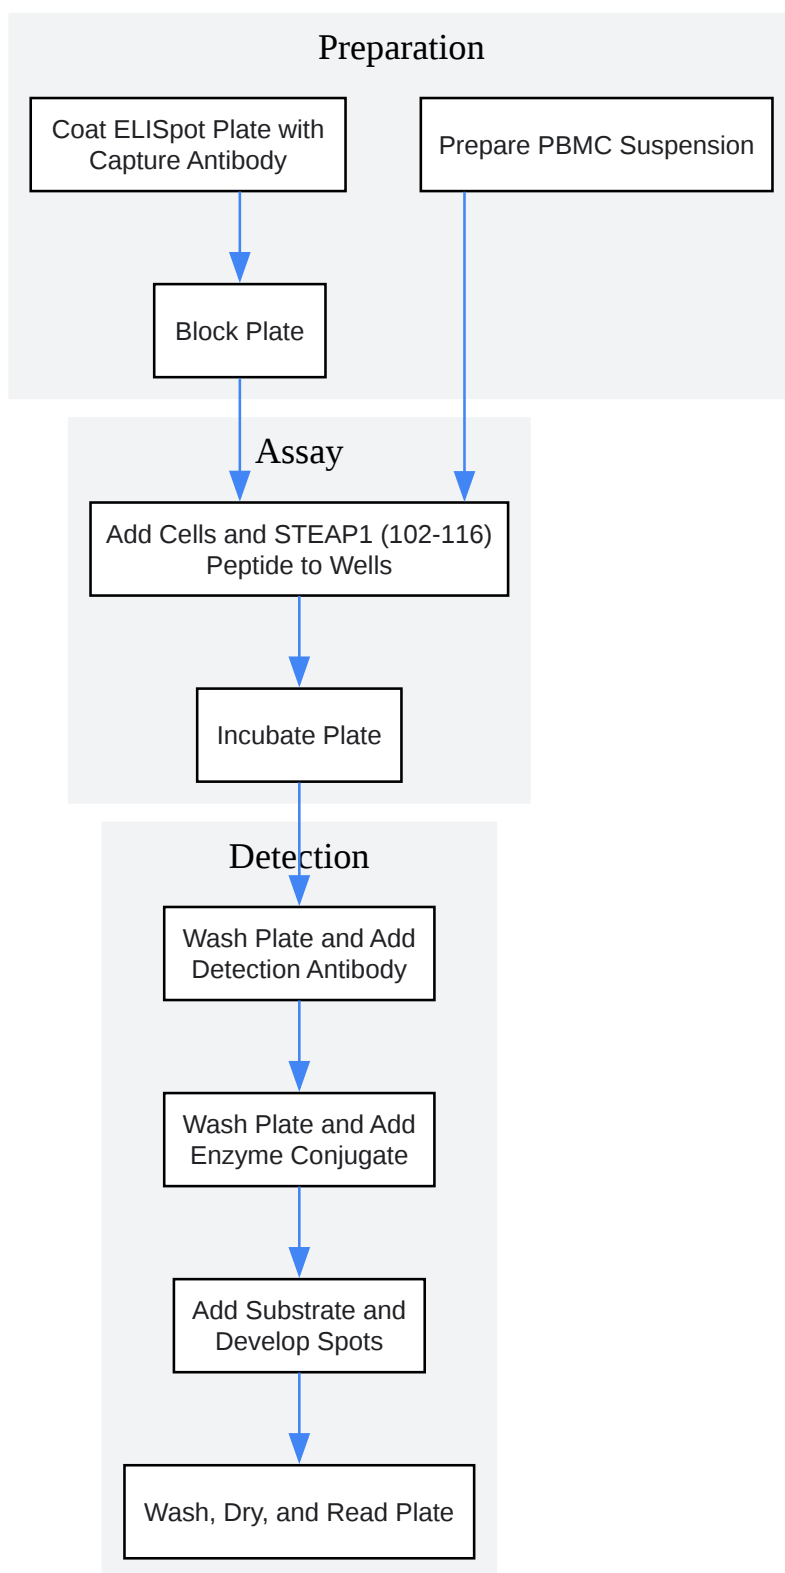 Preparation
Coat ELISpot Plate with
Capture Antibody
Prepare PBMC Suspension
Block Plate
Assay
Add Cells and STEAP1 (102-116)
Peptide to Wells
Incubate Plate
Detection
Wash Plate and Add
Detection Antibody
Wash Plate and Add
Enzyme Conjugate
Add Substrate and
Develop Spots
Wash, Dry, and Read Plate